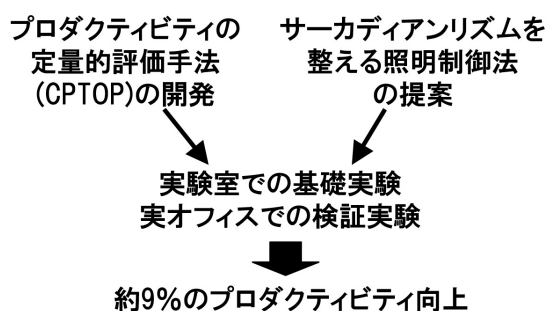 プロダクティビティの
定量的評価手法
(CPTOP)の開発
サーカディアンリズムを
整える照明制御法
の提案
実験室での基礎実験
実オフィスでの検証実験
約9%のプロダクティビティ向上